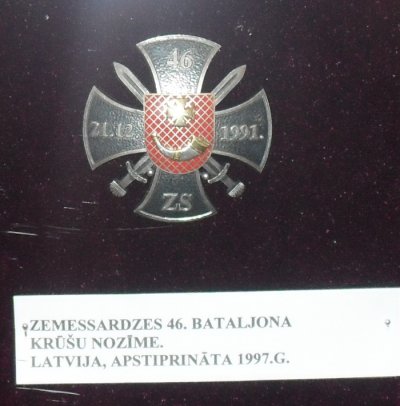 46
21.12. 1991.
ZS
ZEMESSARDZES 46. BATALJONA
KRŪŠU NOZĪME.
LATVIJA, APSTIPRINĀTA 1997.G.